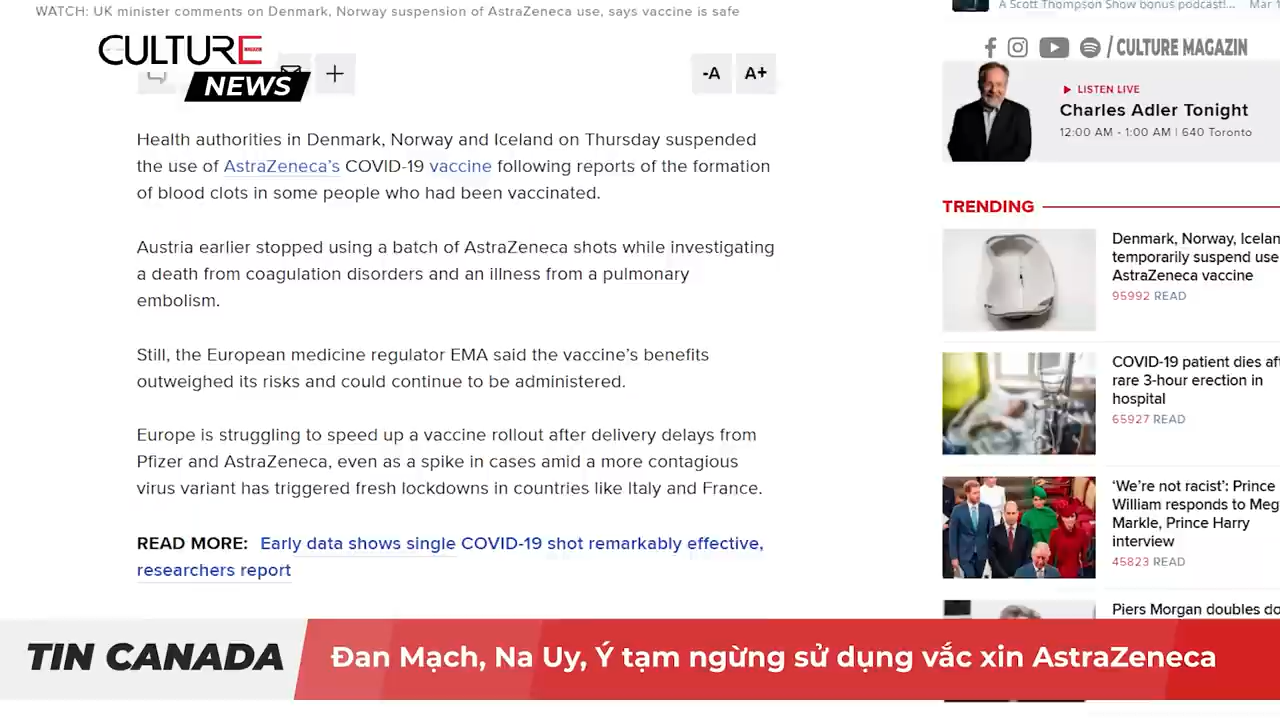 WATCH: UK minister comments on Denmark, Norway suspension of AstraZeneca use, says vaccine is safe
A Scott Thompson Show bonus podcast!...
Mar 1
CULTURE
NEWS
/ CULTURE MAGAZIN
-A
A+
LISTEN LIVE
Charles Adler Tonight
12:00 AM - 1:00 AM | 640 Toronto
Health authorities in Denmark, Norway and Iceland on Thursday suspended
the use of AstraZeneca's COVID-19 vaccine following reports of the formation
of blood clots in some people who had been vaccinated.
Austria earlier stopped using a batch of AstraZeneca shots while investigating
a death from coagulation disorders and an illness from a pulmonary
embolism.
Still, the European medicine regulator EMA said the vaccine's benefits
outweighed its risks and could continue to be administered.
Europe is struggling to speed up a vaccine rollout after delivery delays from
Pfizer and AstraZeneca, even as a spike in cases amid a more contagious
virus variant has triggered fresh lockdowns in countries like Italy and France.
READ MORE: Early data shows single COVID-19 shot remarkably effective,
researchers report
TRENDING
Denmark, Norway, Icelan
temporarily suspend use
AstraZeneca vaccine
95992 READ
COVID-19 patient dies aft
rare 3-hour erection in
hospital
65927 READ
'We're not racist': Prince
William responds to Meg
Markle, Prince Harry
interview
45823 READ
Piers Morgan doubles do
TIN CANADA
Đan Mạch, Na Uy, Ý tạm ngừng sử dụng vắc xin AstraZeneca